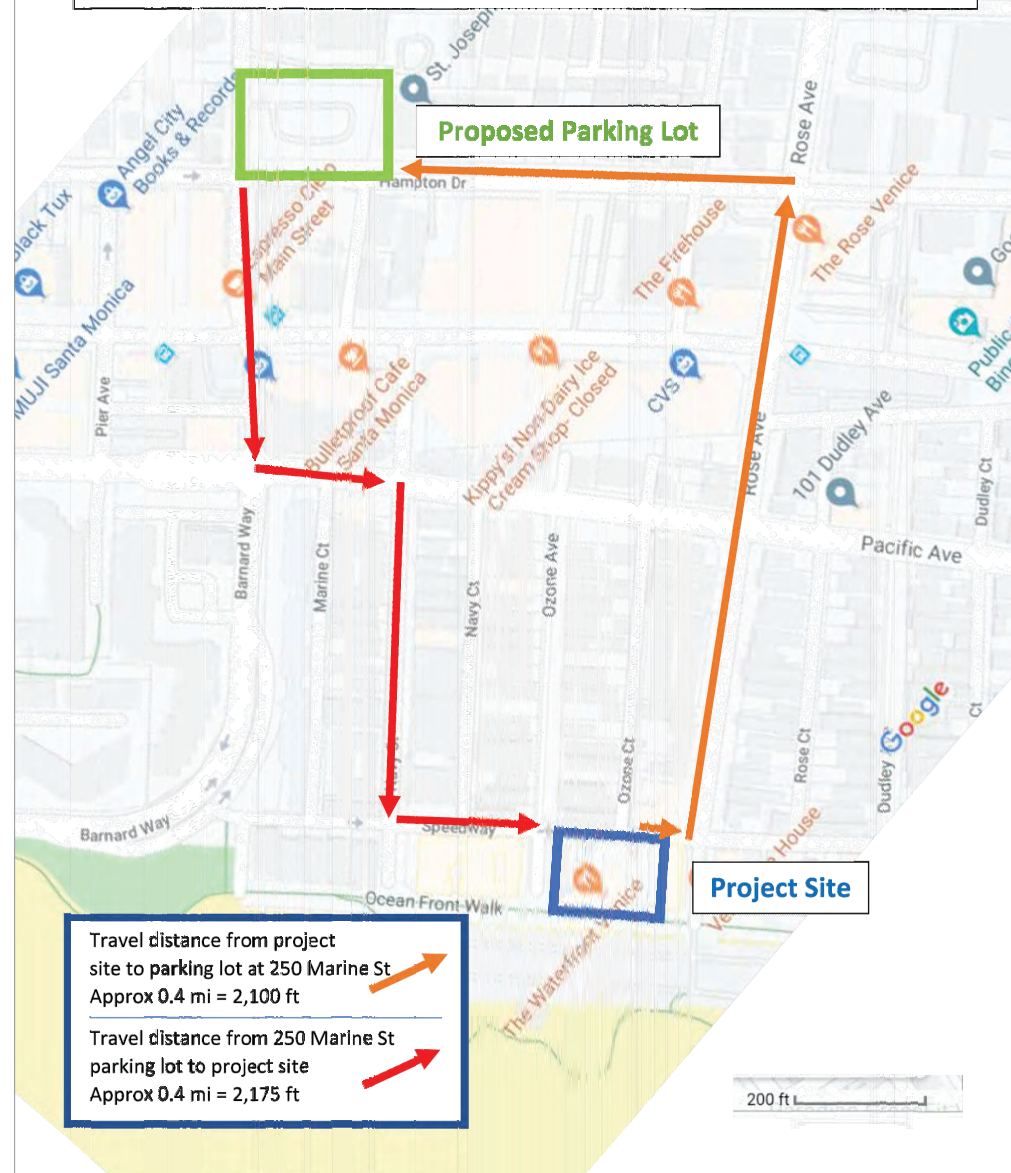 St. Joseph
Angel City
Books & Records
Proposed Parking Lot
Rose Ave
Hampton Dr
Black Tux
Espresso Cielo
Main Street
The Firehouse
The Rose Venice
MUJI Santa Monica
Public
Pier Ave
Bulletproof Cafe
Santa Monica
Kippy's! Non-Dairy Ice
Cream Shop-Closed
CVS
Rose Ave
101 Dudley Ave
Dudley Ct
Pacific Ave
Barnard Way
Marine Ct
Navy Ct
Ozone Ave
Ozone Ct
Rose Ct
Dudley
Google
Ct
Barnard Way
Speedway
House
Project Site
Ocean Front Walk
The Waterfront Venice
Travel distance from project
site to parking lot at 250 Marine St
Approx 0.4 mi = 2,100 ft
Travel distance from 250 Marine St
parking lot to project site
Approx 0.4 mi = 2,175 ft
200 ft